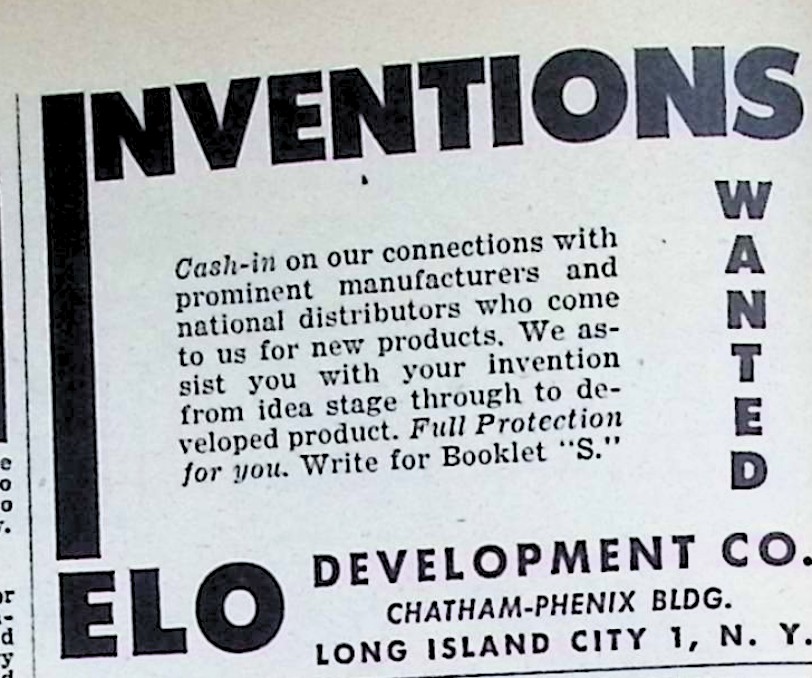 INVENTIONS
WANTED
Cash-in on our connections with
prominent manufacturers and
national distributors who come
to us for new products. We as-
sist you with your invention
from idea stage through to de-
veloped product. Full Protection
for you. Write for Booklet "S."
ELO DEVELOPMENT CO.
CHATHAM-PHENIX BLDG.
LONG ISLAND CITY 1, N. Y.